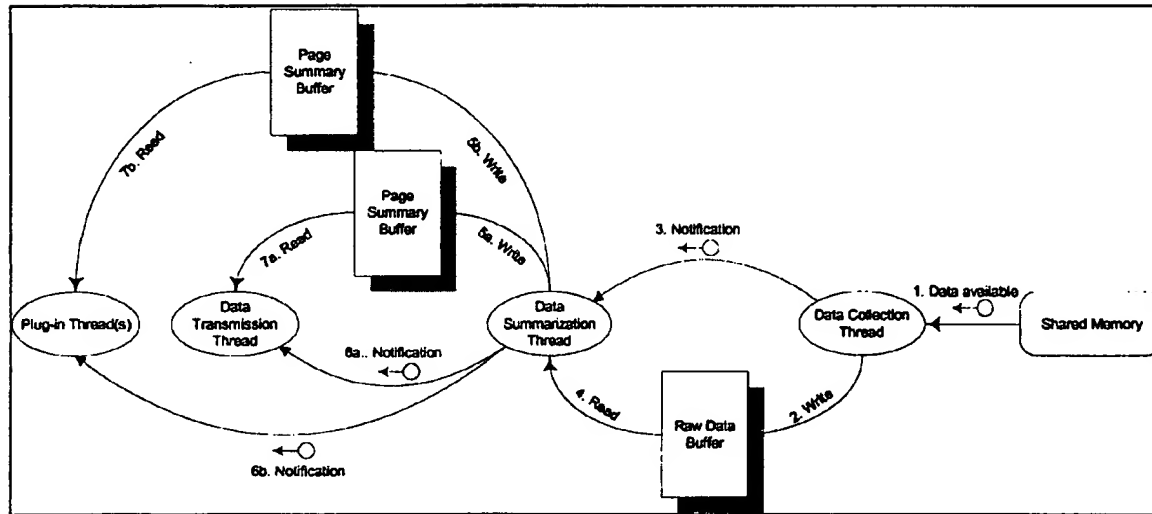 Page
Summary
Buffer
7b. Read
5b. Write
Page
Summary
Buffer
7a. Read
5a. Write
3. Notification
1. Data available
Plug-in Thread(s)
Data
Transmission
Thread
Data
Summarization
Thread
Data Collection
Thread
Shared Memory
6a.. Notification
4. Read
2. Write
Raw Data
Buffer
6b. Notification